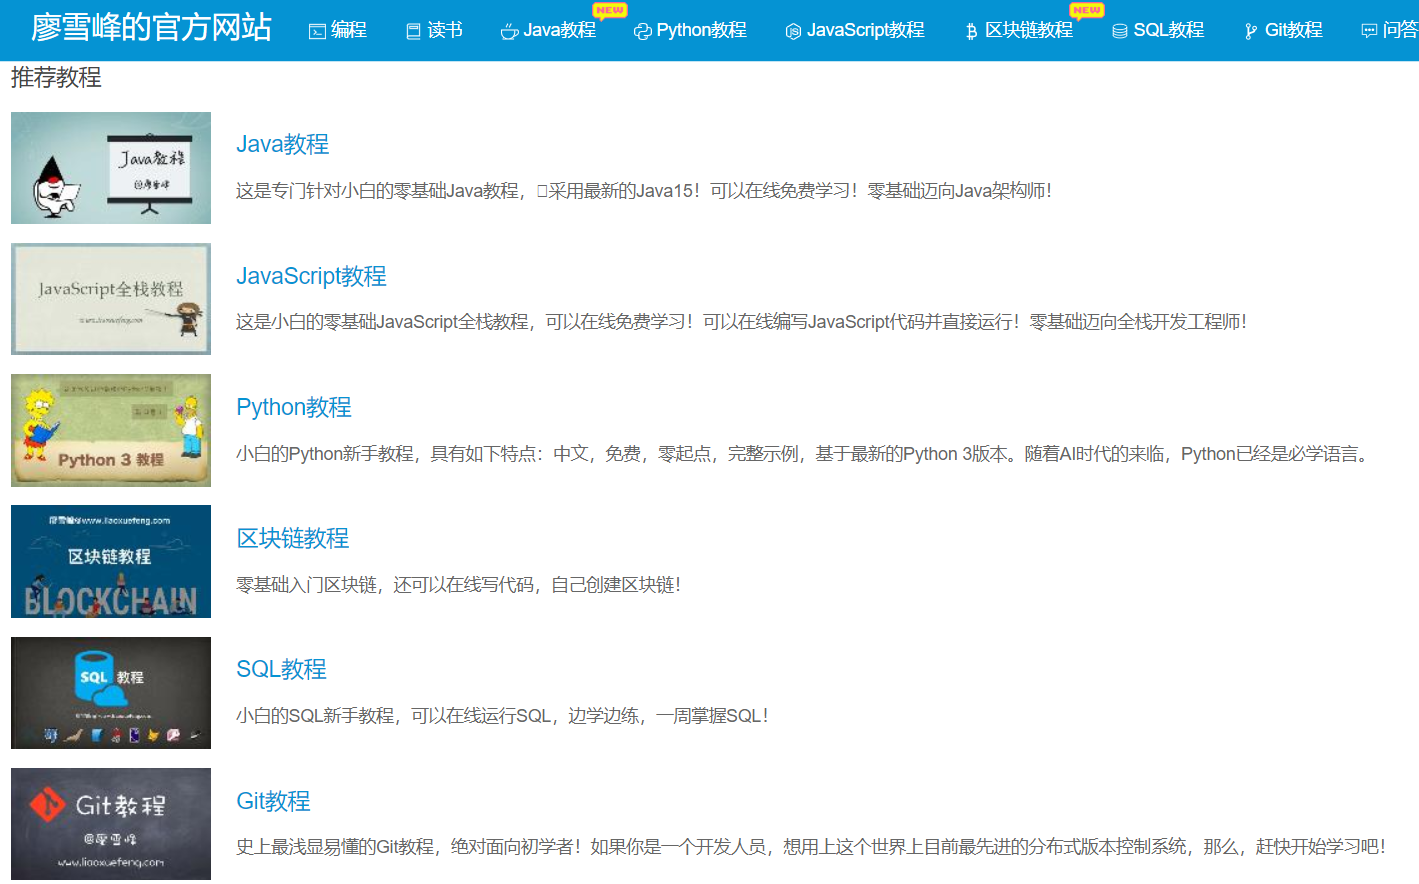 廖雪峰的官方网站 编程 读书 Java教程 NEW Python教程 JavaScript教程 区块链教程 NEW SQL教程 Git教程 问答
推荐教程
Java教程
@廖雪峰
Java教程
这是专门针对小白的零基础Java教程，采用最新的Java15！可以在线免费学习！零基础迈向Java架构师！
JavaScript全栈教程
www.liaoxuefeng.com
JavaScript教程
这是小白的零基础JavaScript全栈教程，可以在线免费学习！可以在线编写JavaScript代码并直接运行！零基础迈向全栈开发工程师！
Python 3 教程
Python教程
小白的Python新手教程，具有如下特点：中文，免费，零起点，完整示例，基于最新的Python 3版本。随着AI时代的来临，Python已经是必学语言。
廖雪峰@www.liaoxuefeng.com
区块链教程
BLOCKCHAIN
区块链教程
零基础入门区块链，还可以在线写代码，自己创建区块链！
SQL 教程
SQL教程
小白的SQL新手教程，可以在线运行SQL，边学边练，一周掌握SQL！
Git教程
@廖雪峰
www.liaoxuefeng.com
Git教程
史上最浅显易懂的Git教程，绝对面向初学者！如果你是一个开发人员，想用上这个世界上目前最先进的分布式版本控制系统，那么，赶快开始学习吧！